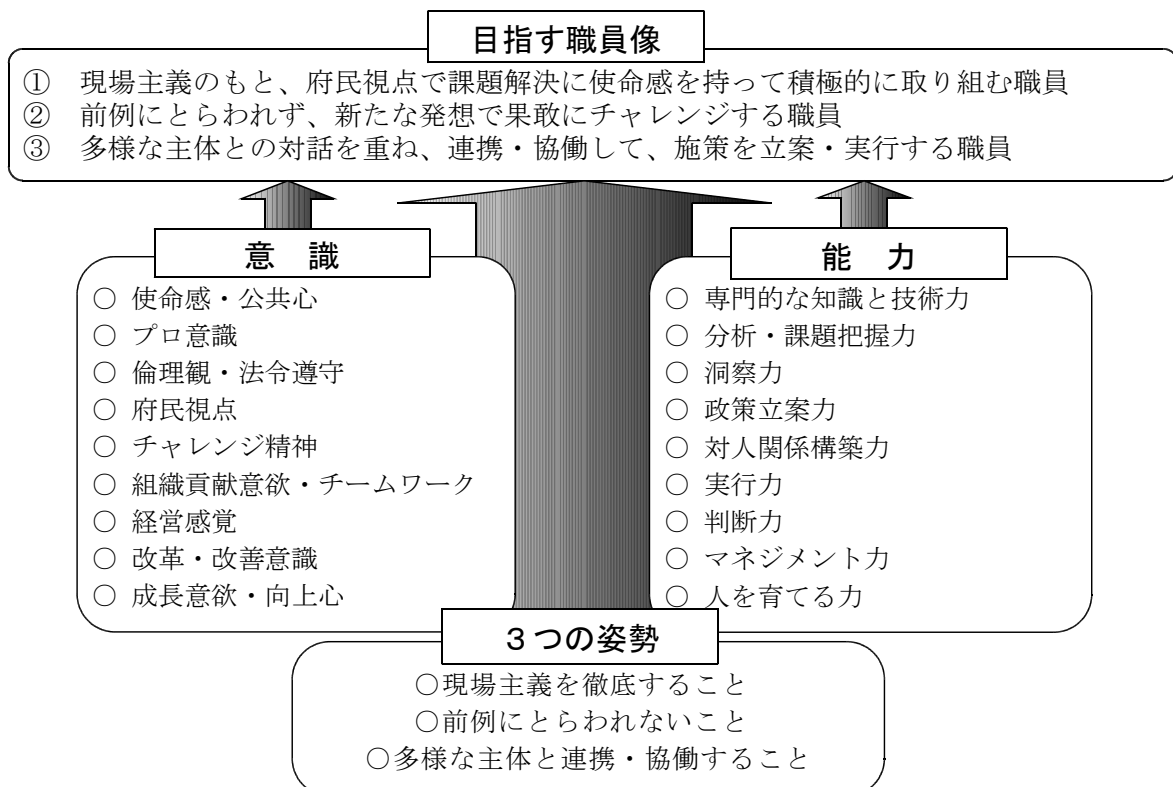 目指す職員像
① 現場主義のもと、府民視点で課題解決に使命感を持って積極的に取り組む職員
② 前例にとらわれず、新たな発想で果敢にチャレンジする職員
③ 多様な主体との対話を重ね、連携・協働して、施策を立案・実行する職員
意 識
○ 使命感・公共心
○ プロ意識
○ 倫理観・法令遵守
○ 府民視点
○ チャレンジ精神
○ 組織貢献意欲・チームワーク
○ 経営感覚
○ 改革・改善意識
○ 成長意欲・向上心
能 力
○ 専門的な知識と技術力
○ 分析・課題把握力
○ 洞察力
○ 政策立案力
○ 対人関係構築力
○ 実行力
○ 判断力
○ マネジメント力
○ 人を育てる力
3つの姿勢
○現場主義を徹底すること
○前例にとらわれないこと
○多様な主体と連携・協働すること